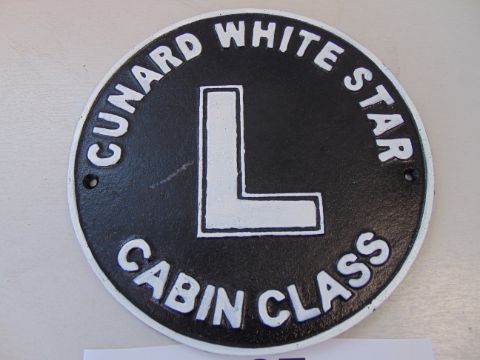 CUNARD WHITE STAR
L
CABIN CLASS